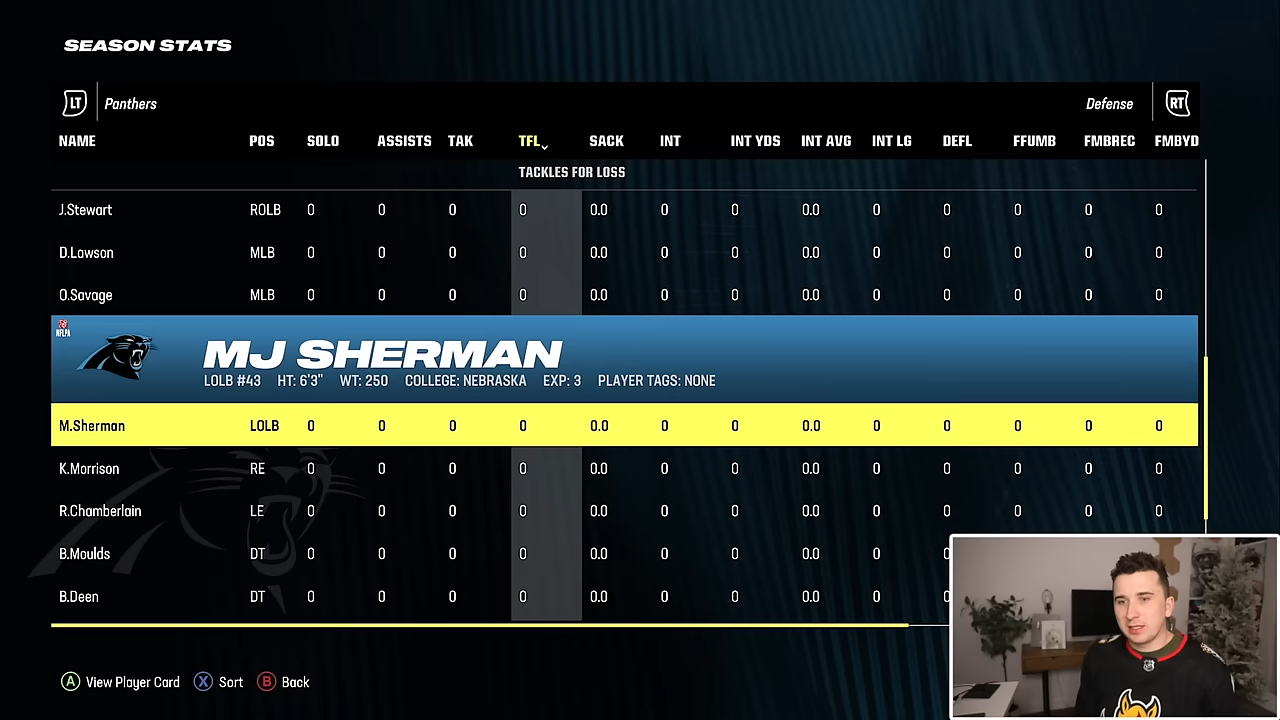 SEASON STATS
LT Panthers Defense RT
NAME POS SOLO ASSISTS TAK TFL SACK INT INT YDS INT AVG INT LG DEFL FFUMB FMBREC FMBYD
TACKLES FOR LOSS
J.Stewart ROLB 0 0 0 0 0.0 0 0 0.0 0 0 0 0 0
D.Lawson MLB 0 0 0 0 0.0 0 0 0.0 0 0 0 0 0
O.Savage MLB 0 0 0 0 0.0 0 0 0.0 0 0 0 0 0
NFLPA
MJ SHERMAN
LOLB #43 HT: 6'3" WT: 250 COLLEGE: NEBRASKA EXP: 3 PLAYER TAGS: NONE
M.Sherman LOLB 0 0 0 0 0.0 0 0 0.0 0 0 0 0 0
K.Morrison RE 0 0 0 0 0.0 0 0 0.0 0 0 0 0 0
R.Chamberlain LE 0 0 0 0 0.0 0 0 0.0 0 0 0 0 0
B.Moulds DT 0 0 0 0 0.0 0 0 0.0 0 0
B.Deen DT 0 0 0 0 0.0 0 0 0.0 0 0
A View Player Card X Sort B Back